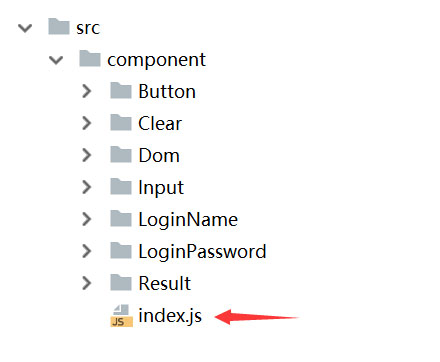 src
component
Button
Clear
Dom
Input
LoginName
LoginPassword
Result
JS index.js